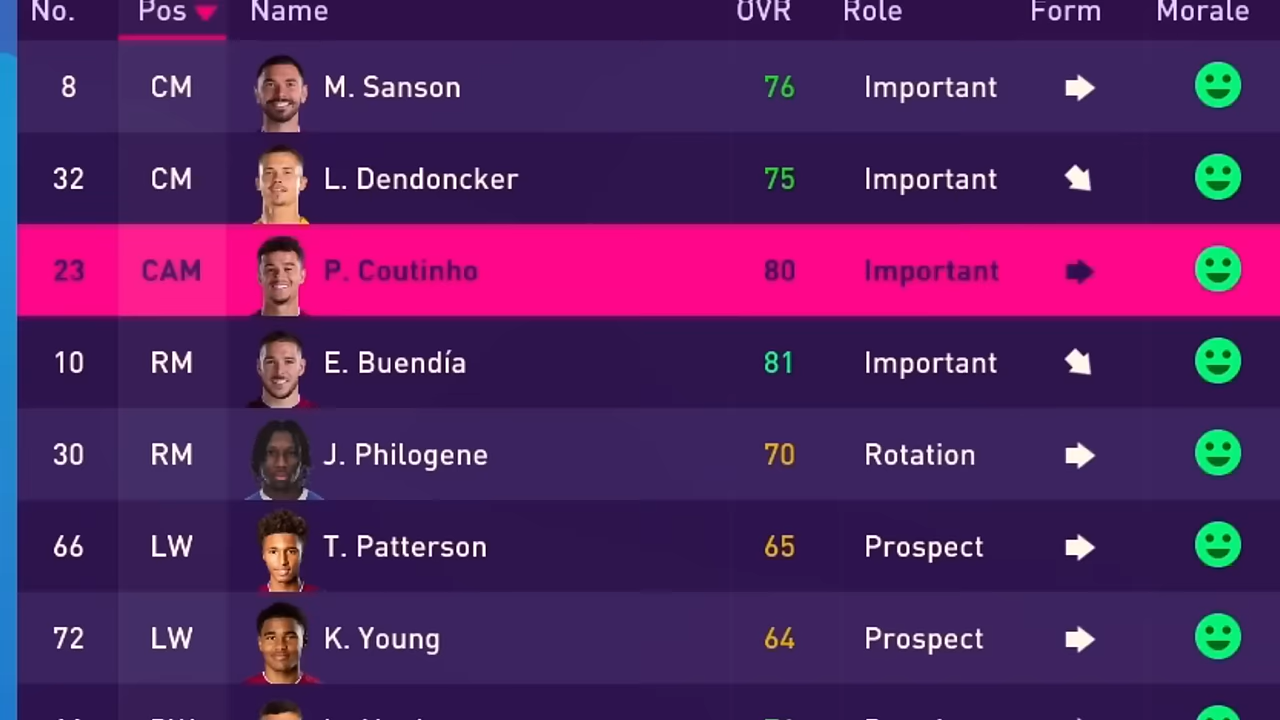 No. Pos Name OVR Role Form Morale
8 CM M. Sanson 76 Important
32 CM L. Dendoncker 75 Important
23 CAM P. Coutinho 80 Important
10 RM E. Buendía 81 Important
30 RM J. Philogene 70 Rotation
66 LW T. Patterson 65 Prospect
72 LW K. Young 64 Prospect